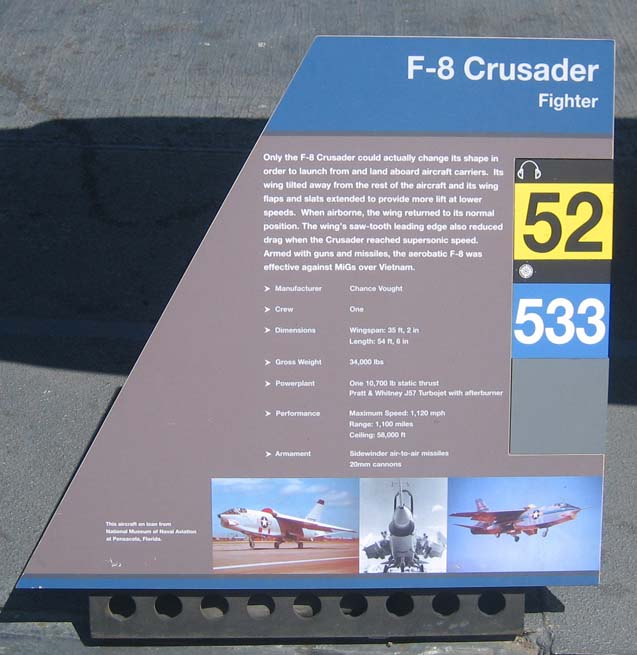 F-8 Crusader
Fighter
Only the F-8 Crusader could actually change its shape in
order to launch from and land aboard aircraft carriers. Its
wing tilted away from the rest of the aircraft and its wing
flaps and slats extended to provide more lift at lower
speeds. When airborne, the wing returned to its normal
position. The wing's saw-tooth leading edge also reduced
drag when the Crusader reached supersonic speed.
Armed with guns and missiles, the aerobatic F-8 was
effective against MiGs over Vietnam.
52
533
➤ Manufacturer Chance Vought
➤ Crew One
➤ Dimensions Wingspan: 35 ft, 2 in
Length: 54 ft, 6 in
➤ Gross Weight 34,000 lbs
➤ Powerplant One 10,700 lb static thrust
Pratt & Whitney J57 Turbojet with afterburner
➤ Performance Maximum Speed: 1,120 mph
Range: 1,100 miles
Ceiling: 58,000 ft
➤ Armament Sidewinder air-to-air missiles
20mm cannons
This aircraft on loan from
National Museum of Naval Aviation
at Pensacola, Florida.